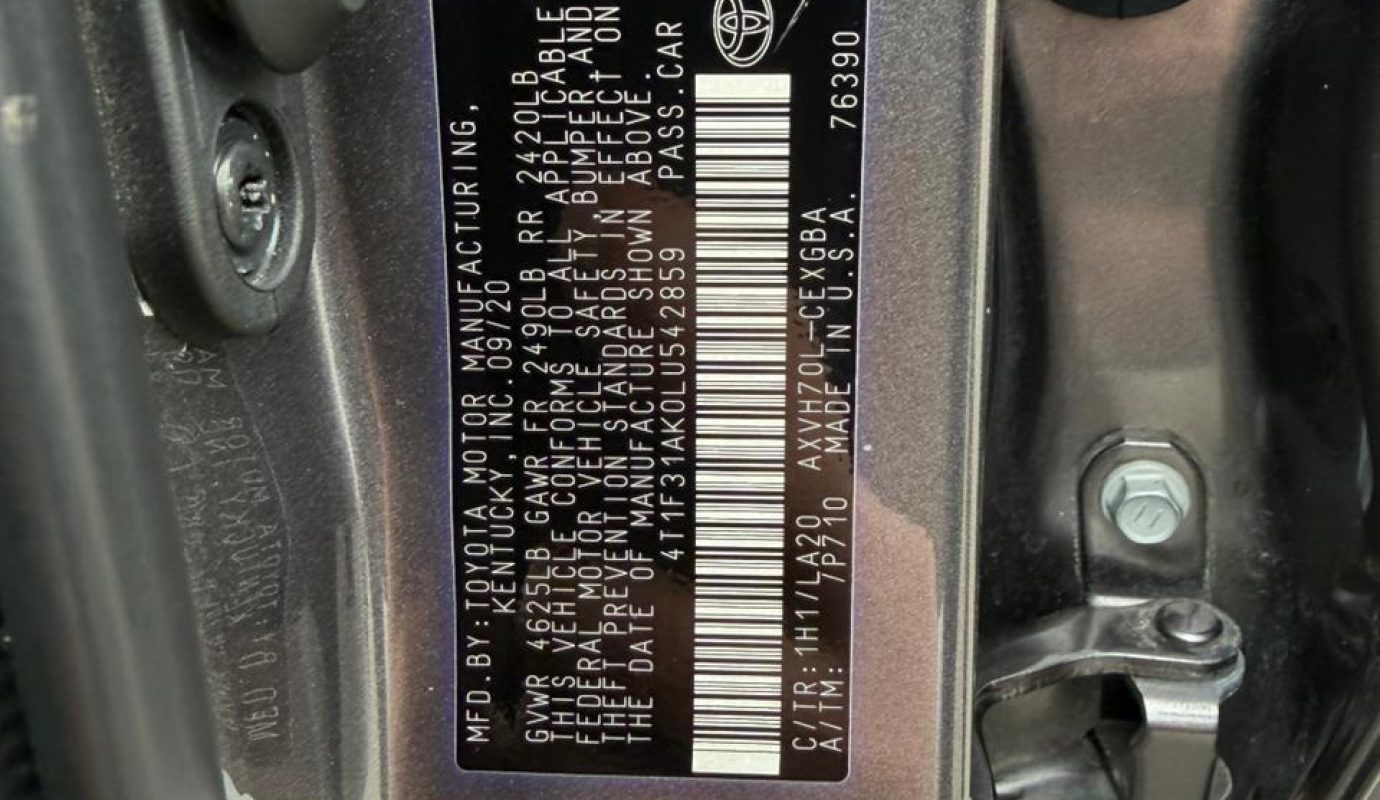 MFD.BY:TOYOTA MOTOR MANUFACTURING,
KENTUCKY,INC.09/20
GVWR 4625LB GAWR FR 2490LB RR 2420LB
THIS VEHICLE CONFORMS TO ALL APPLICABLE
FEDERAL MOTOR VEHICLE SAFETY,BUMPER,AND
THEFT PREVENTION STANDARDS IN EFFECT ON
THE DATE OF MANUFACTURE SHOWN ABOVE.
4T1F31AK0LU542859 PASS.CAR
C/TR:1H1/LA20 AXVH70L-CEXGBA 76390
A/TM: 7P710 MADE IN U.S.A.